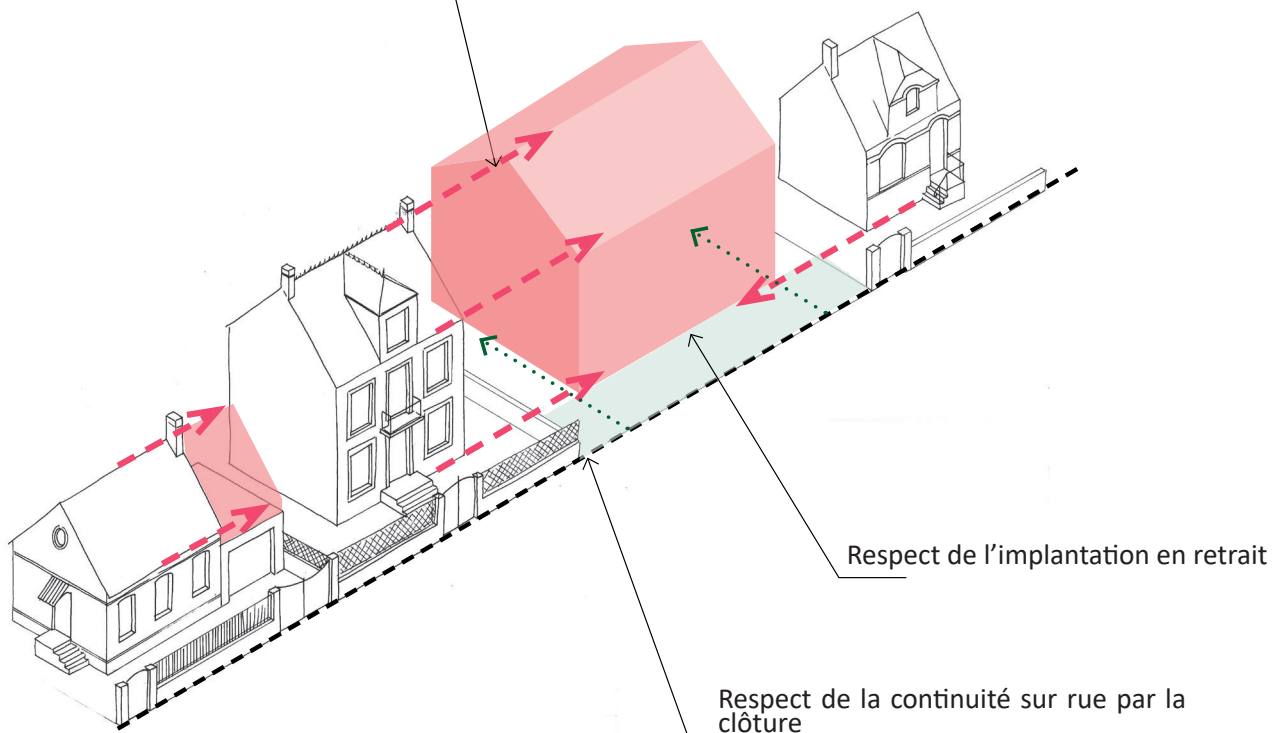 Respect de l’implantation en retrait
Respect de la continuité sur rue par la
clôture